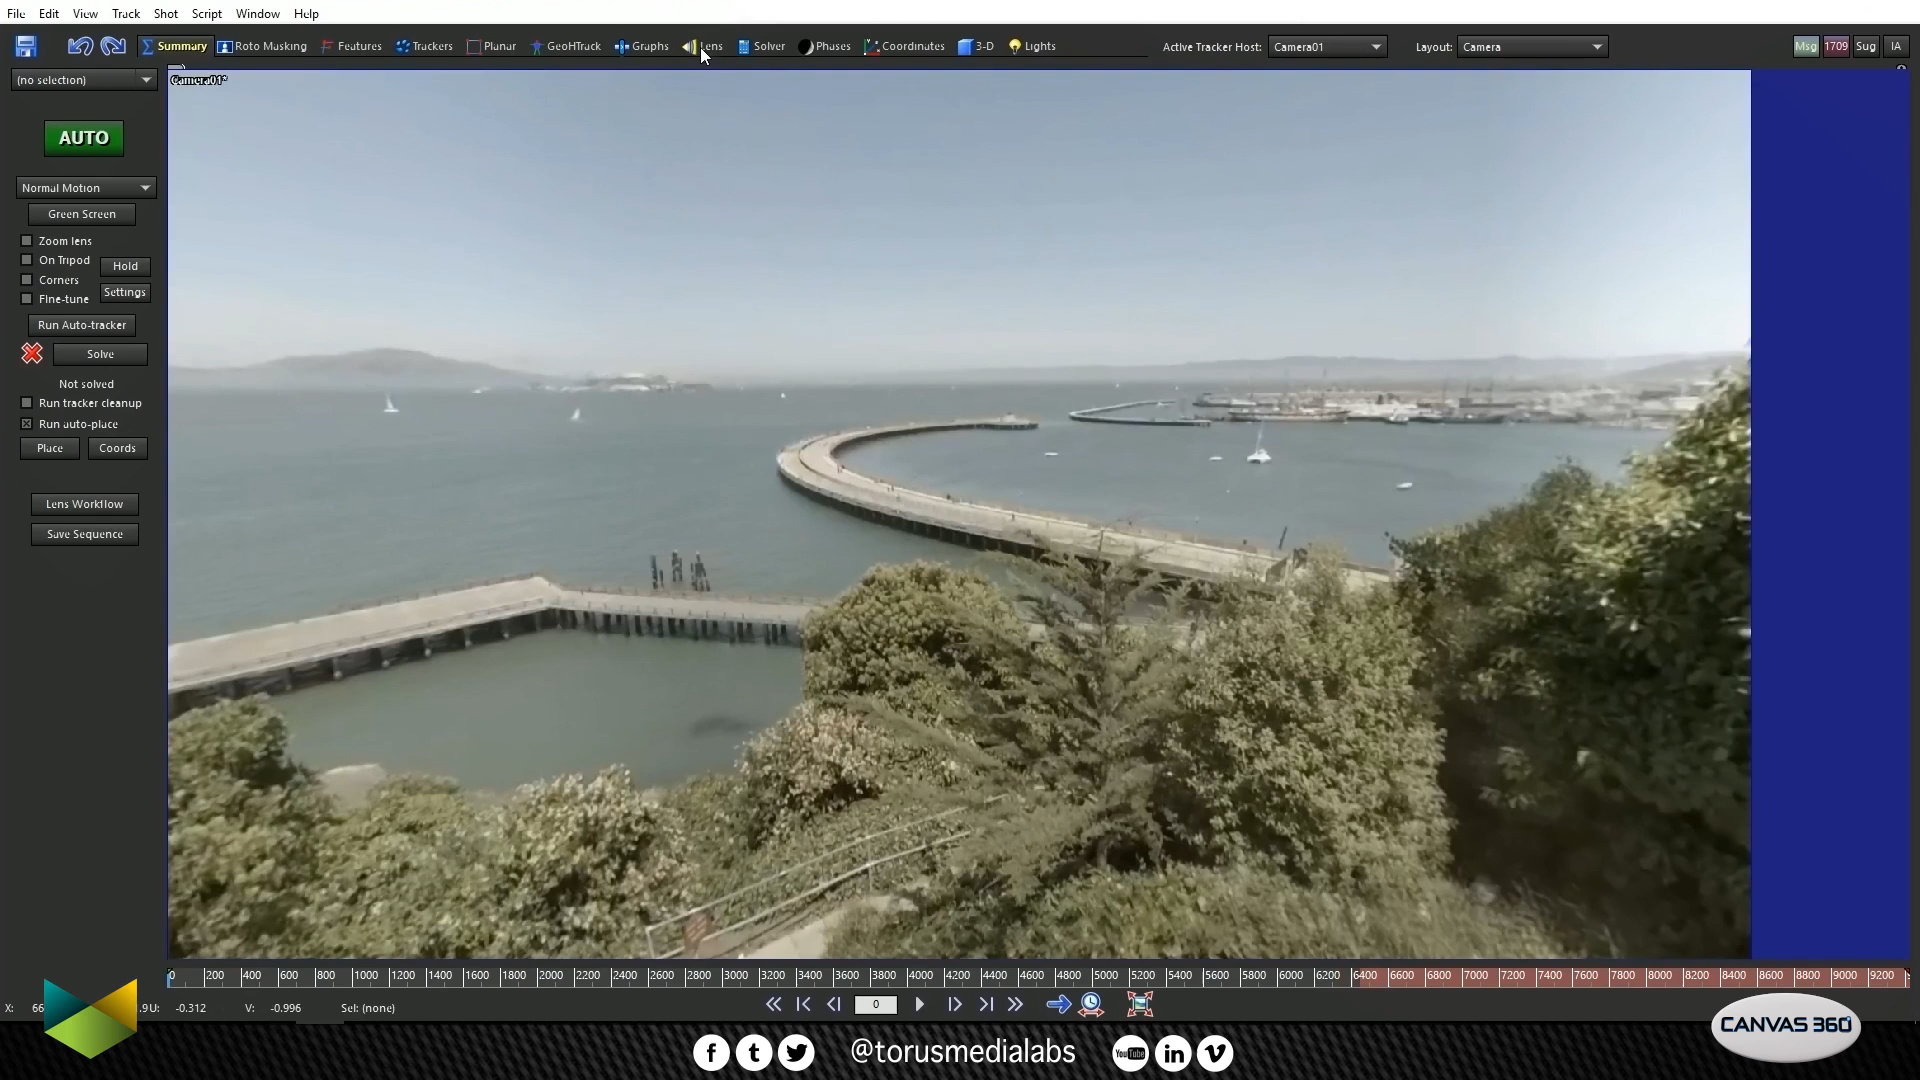 File Edit View Track Shot Script Window Help
Summary Roto Masking Features Trackers Planar GeoHTrack Graphs Lens Solver Phases Coordinates 3-D Lights Active Tracker Host: Camera01 Layout: Camera Msg 1709 Sug IA
(no selection)
Camera01*
AUTO
Normal Motion
Green Screen
Zoom lens
On Tripod Hold
Corners
Fine-tune Settings
Run Auto-tracker
Solve
Not solved
Run tracker cleanup
Run auto-place
Place Coords
Lens Workflow
Save Sequence
0 200 400 600 800 1000 1200 1400 1600 1800 2000 2200 2400 2600 2800 3000 3200 3400 3600 3800 4000 4200 4400 4600 4800 5000 5200 5400 5600 5800 6000 6200 6400 6600 6800 7000 7200 7400 7600 7800 8000 8200 8400 8600 8800 9000 9200
X: U: -0.312 V: -0.996 Sel: (none) 0
CANVAS 360
@torusmedialabs YouTube